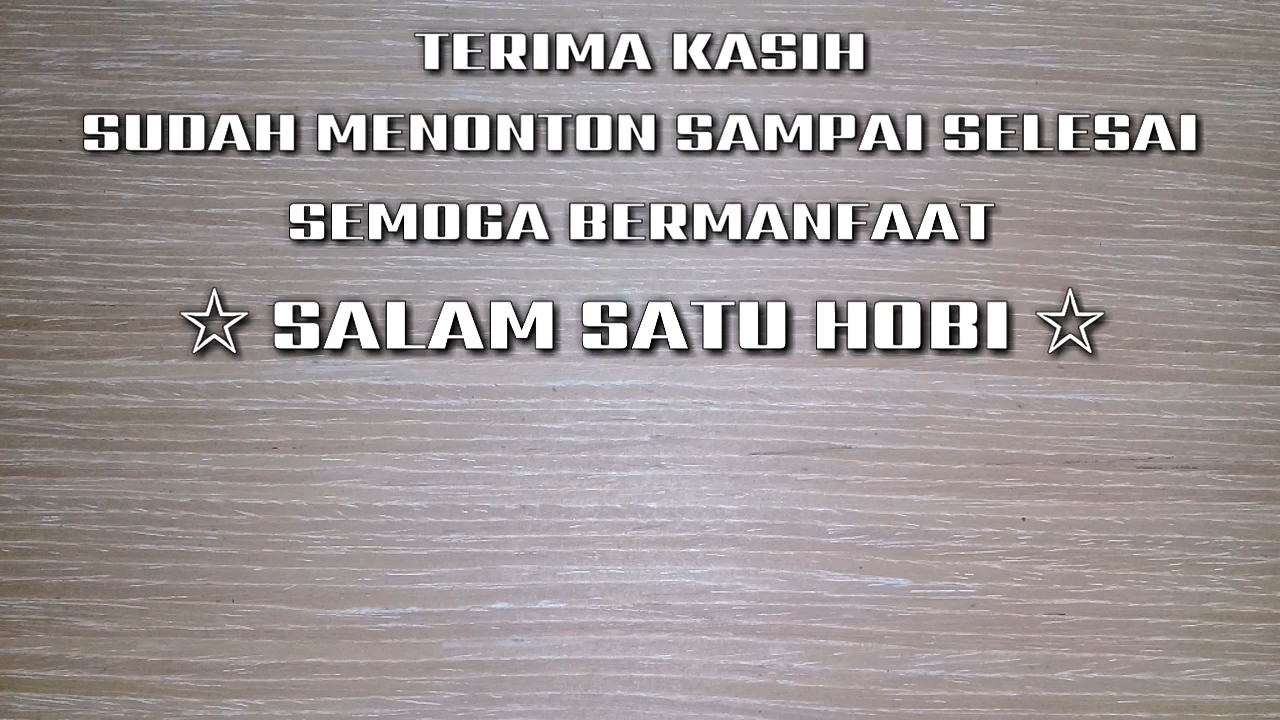 TERIMA KASIH
SUDAH MENONTON SAMPAI SELESAI
SEMOGA BERMANFAAT
☆ SALAM SATU HOBI ☆